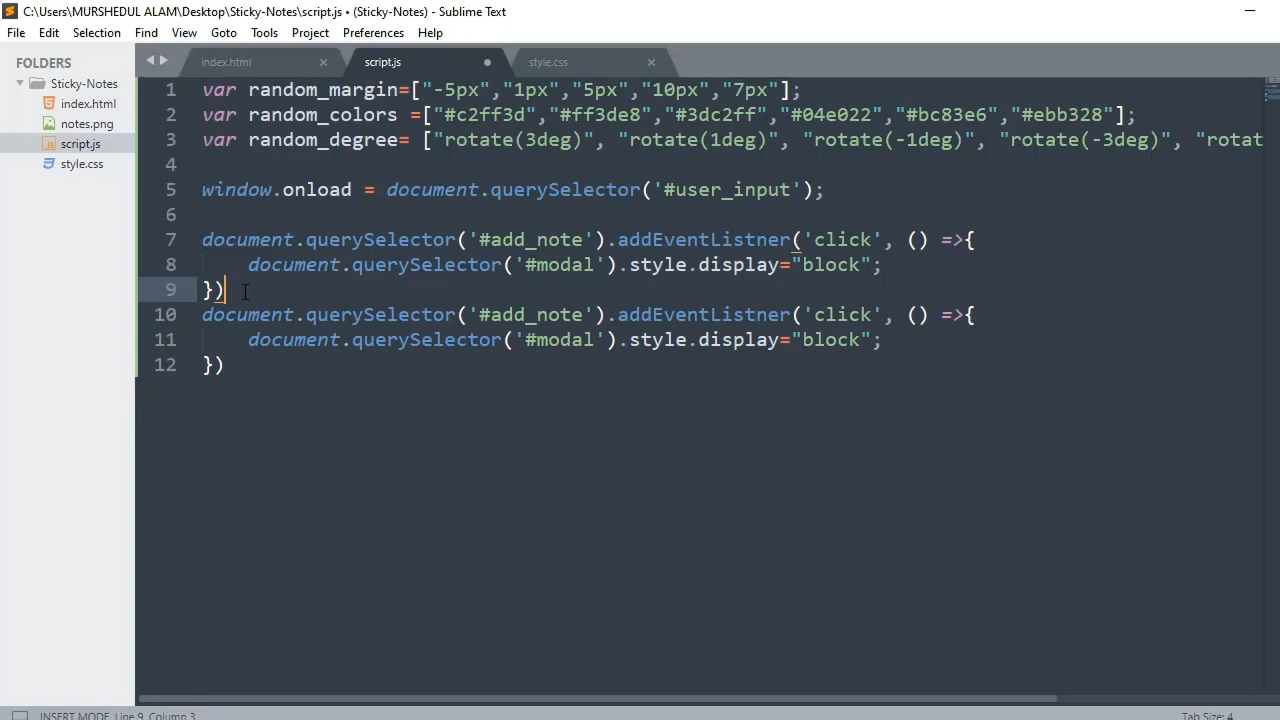 C:\Users\MURSHEDUL ALAM\Desktop\Sticky-Notes\script.js • (Sticky-Notes) - Sublime Text
File Edit Selection Find View Goto Tools Project Preferences Help
FOLDERS
Sticky-Notes
index.html
notes.png
script.js
style.css
index.html script.js style.css
1 var random_margin=["-5px","1px","5px","10px","7px"];
2 var random_colors =["#c2ff3d","#ff3de8","#3dc2ff","#04e022","#bc83e6","#ebb328"];
3 var random_degree= ["rotate(3deg)", "rotate(1deg)", "rotate(-1deg)", "rotate(-3deg)", "rotat
4
5 window.onload = document.querySelector('#user_input');
6
7 document.querySelector('#add_note').addEventListner('click', () =>{
8 document.querySelector('#modal').style.display="block";
9 })
10 document.querySelector('#add_note').addEventListner('click', () =>{
11 document.querySelector('#modal').style.display="block";
12 })
INSERT MODE, Line 9, Column 3 Tab Size: 4